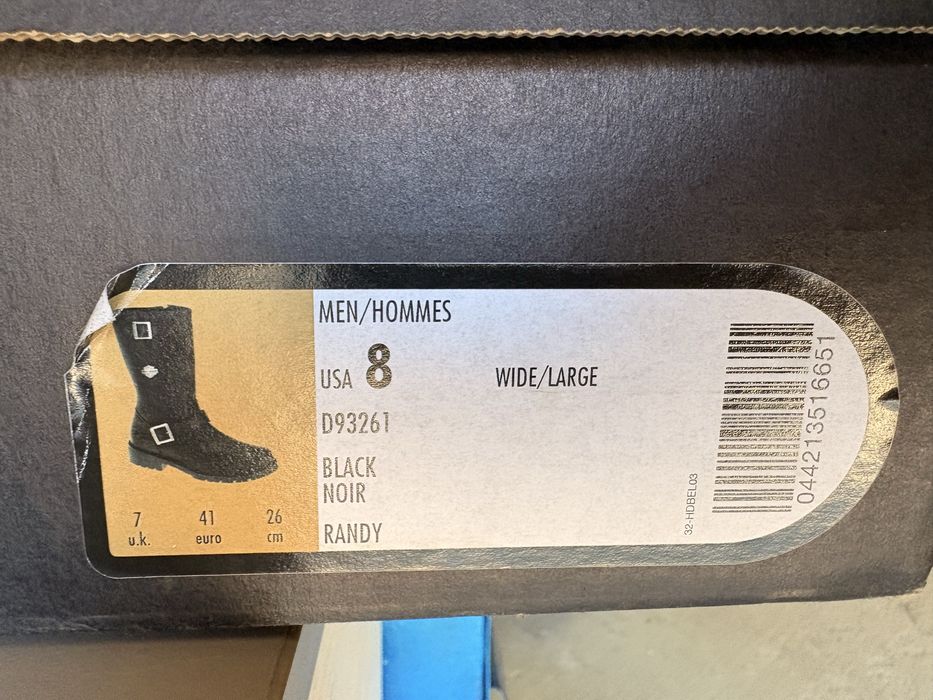 MEN/HOMMES
USA 8
WIDE/LARGE
D93261
BLACK
NOIR
RANDY
7 41 26
u.k. euro cm
32-HDBEL03
044213516651